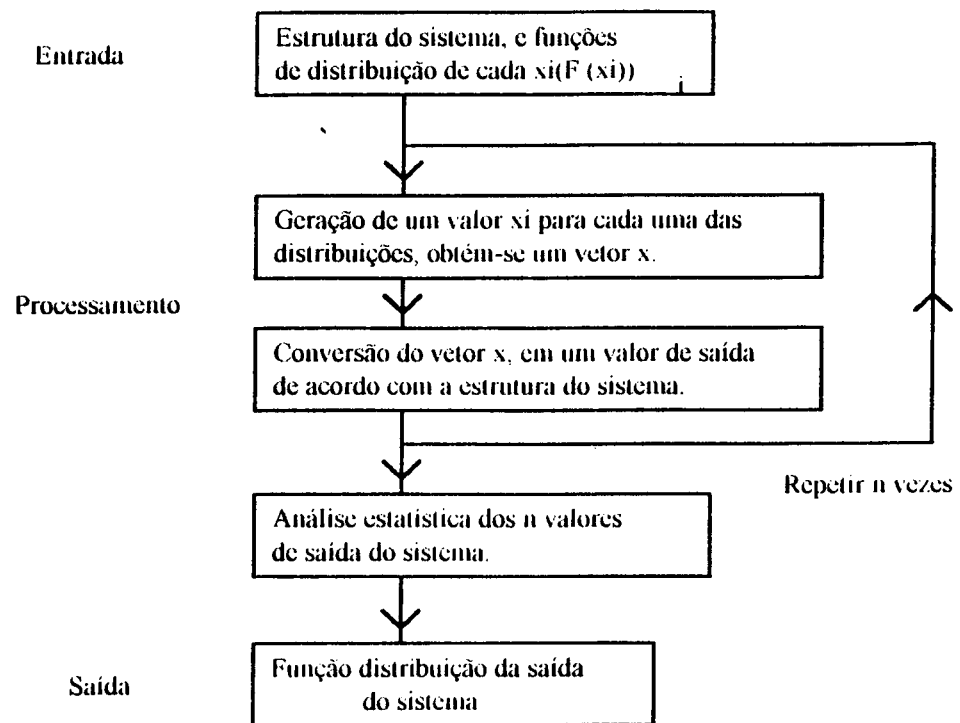 Entrada
Estrutura do sistema, e funções
de distribuição de cada xi(F (xi))
i
Geração de um valor xi para cada uma das
distribuições, obtém-se um vetor x.
Processamento
Conversão do vetor x, em um valor de saída
de acordo com a estrutura do sistema.
Repetir n vezes
Análise estatística dos n valores
de saída do sistema.
Saída
Função distribuição da saída
do sistema